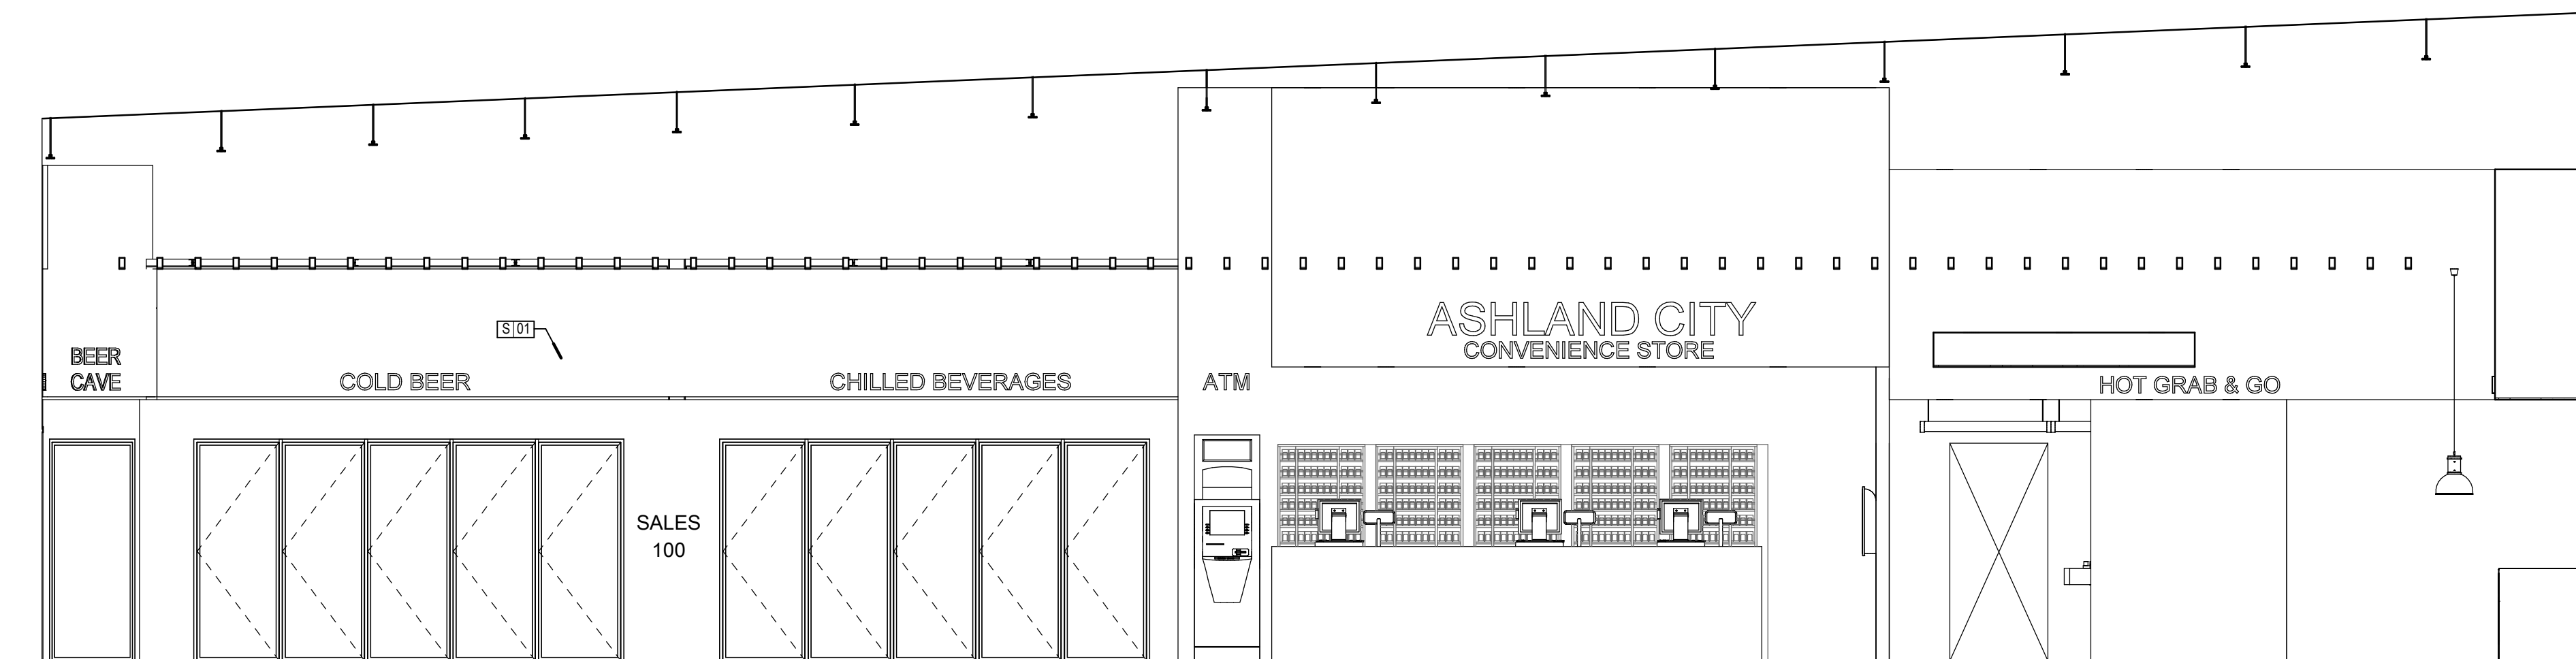 ASHLAND CITY
CONVENIENCE STORE
S 01
BEER
CAVE
COLD BEER
CHILLED BEVERAGES
ATM
HOT GRAB & GO
SALES
100